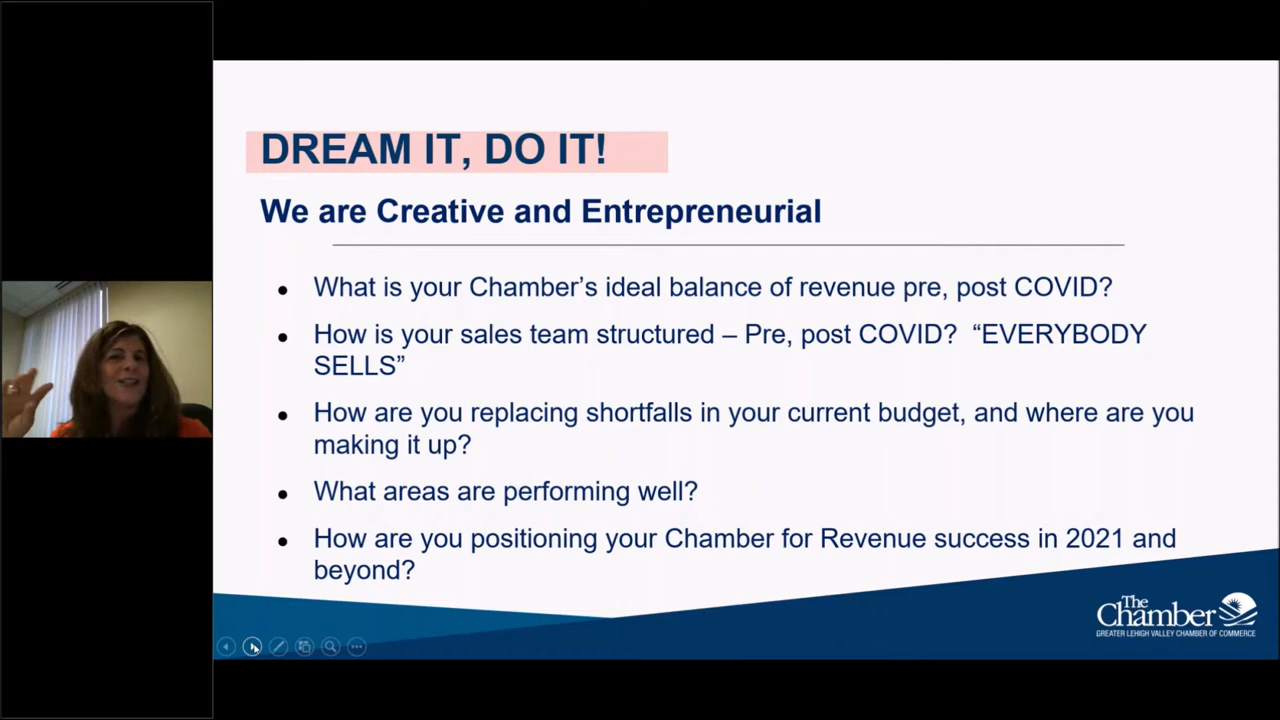 DREAM IT, DO IT!
We are Creative and Entrepreneurial
● What is your Chamber’s ideal balance of revenue pre, post COVID?
● How is your sales team structured – Pre, post COVID?  “EVERYBODY
SELLS”
● How are you replacing shortfalls in your current budget, and where are you
making it up?
● What areas are performing well?
● How are you positioning your Chamber for Revenue success in 2021 and
beyond?
The
Chamber
GREATER LEHIGH VALLEY CHAMBER OF COMMERCE